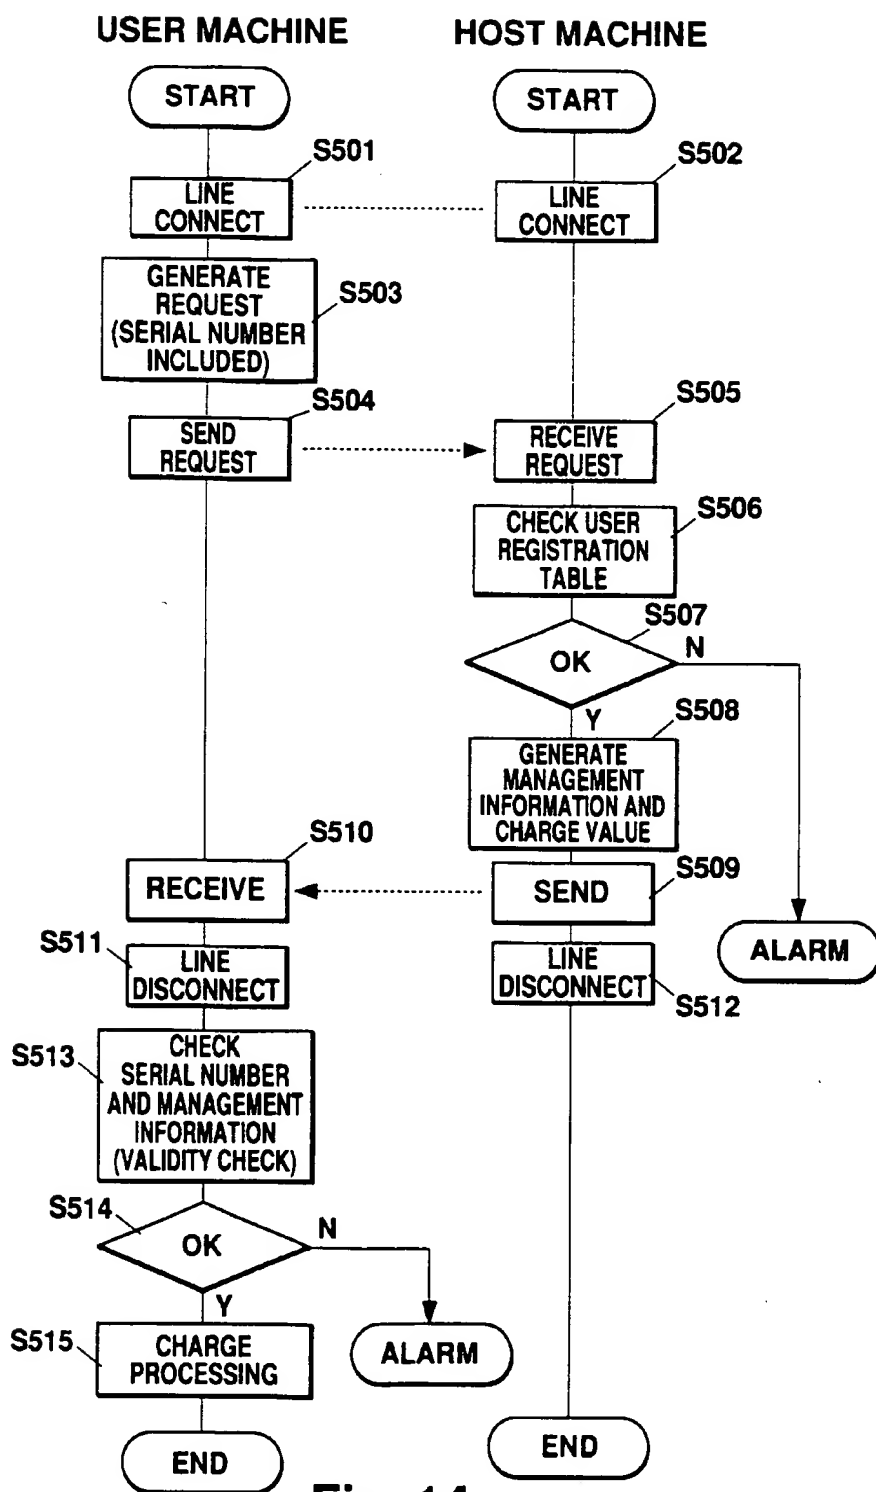 USER MACHINE
HOST MACHINE
START
START
S501
S502
LINE
CONNECT
LINE
CONNECT
GENERATE
REQUEST
(SERIAL NUMBER
INCLUDED)
S503
S504
S505
SEND
REQUEST
RECEIVE
REQUEST
S506
CHECK USER
REGISTRATION
TABLE
S507
OK
N
Y
S508
GENERATE
MANAGEMENT
INFORMATION AND
CHARGE VALUE
S510
S509
RECEIVE
SEND
S511
LINE
DISCONNECT
LINE
DISCONNECT
S512
ALARM
S513
CHECK
SERIAL NUMBER
AND MANAGEMENT
INFORMATION
(VALIDITY CHECK)
S514
OK
N
Y
S515
CHARGE
PROCESSING
ALARM
END
END
Fig. 14